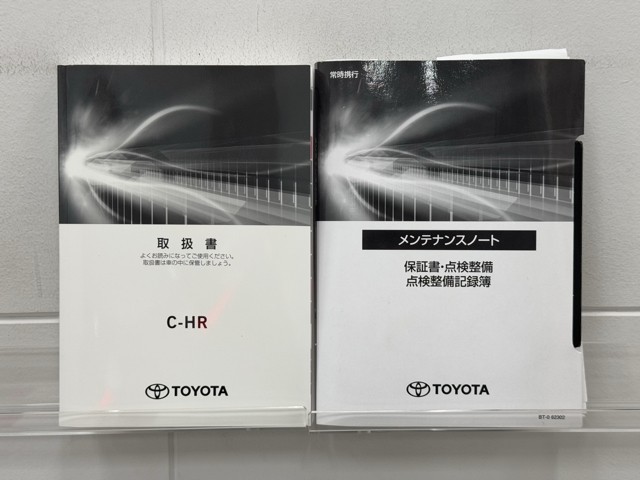 取扱書
よくお読みになってご使用ください。
取扱書は車の中に保管しましょう。
C-HR
TOYOTA
常時携行
メンテナンスノート
保証書・点検整備
点検整備記録簿
TOYOTA